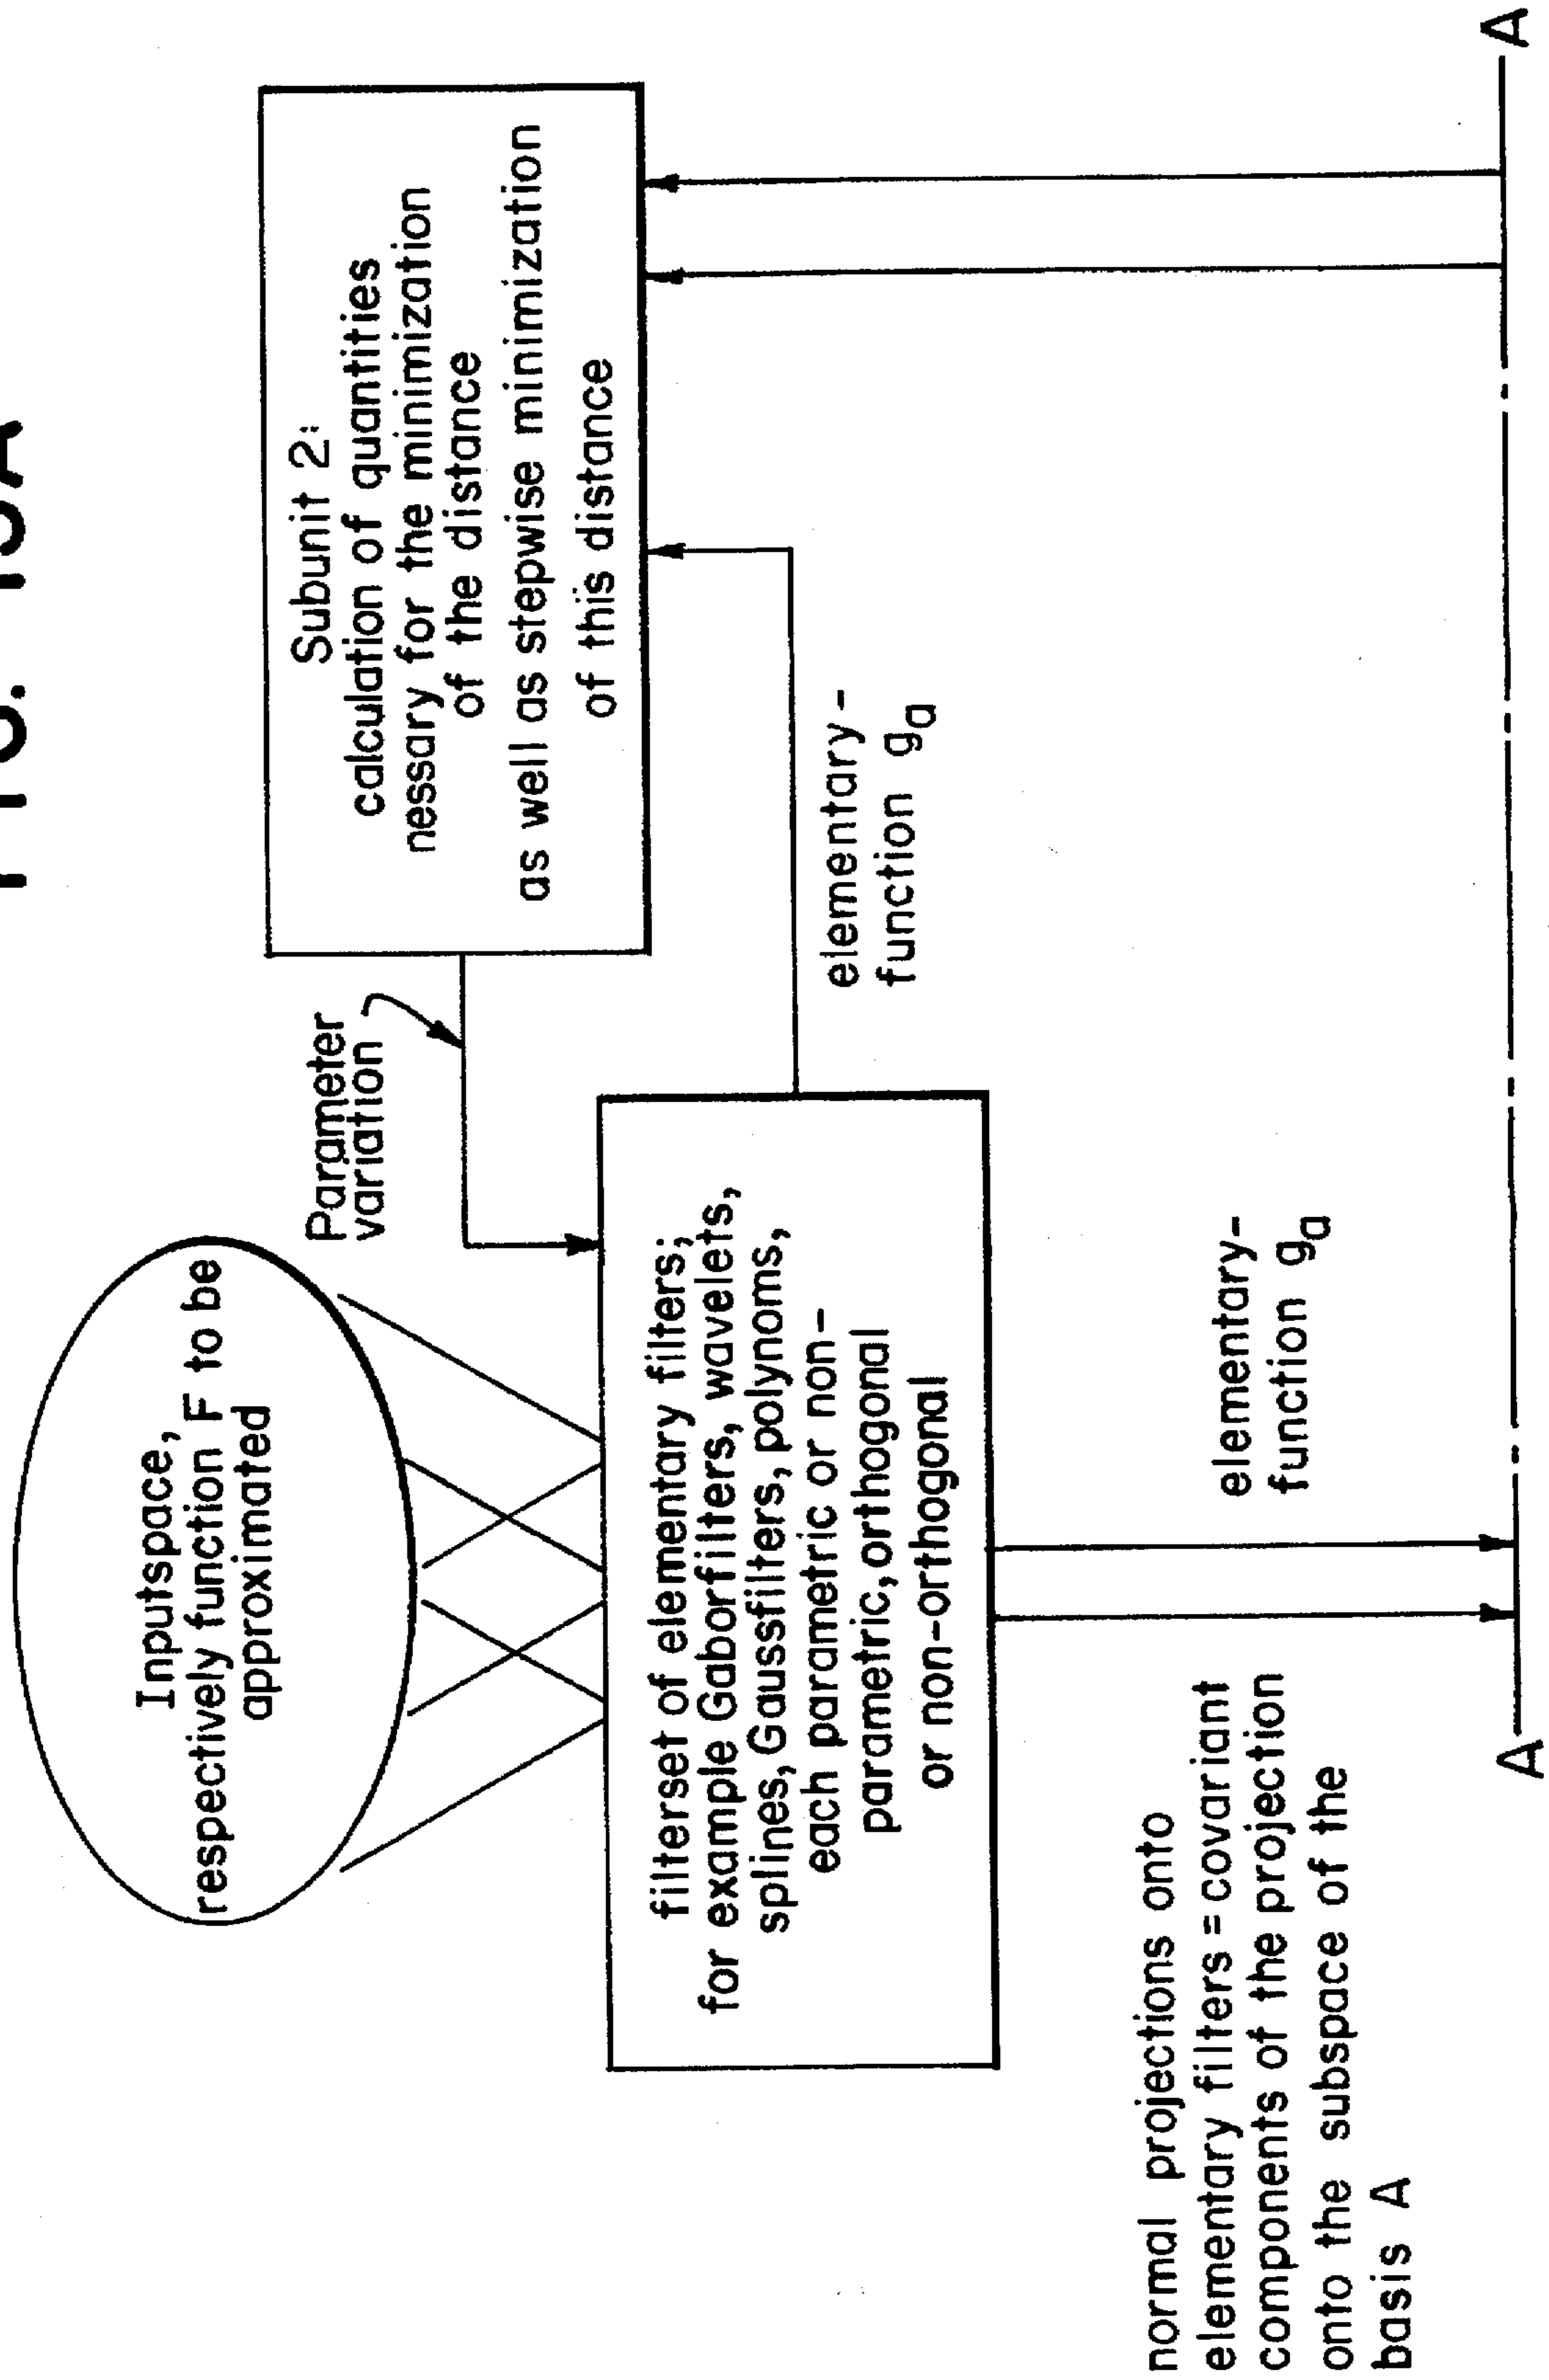 Inputspace,
respectively function F to be
approximated
Parameter
variation
Subunit 2:
calculation of quantities
nessary for the minimization
of the distance
as well as stepwise minimization
of this distance
filterset of elementary filters;
for example Gaborfilters, wavelets,
splines, Gaussfilters, polynoms,
each parametric or non-
parametric, orthogonal
or non-orthogonal
elementary-
function ga
normal projections onto
elementary filters = covariant
components of the projection
onto the subspace of the
basis A
elementary-
function ga
A
A